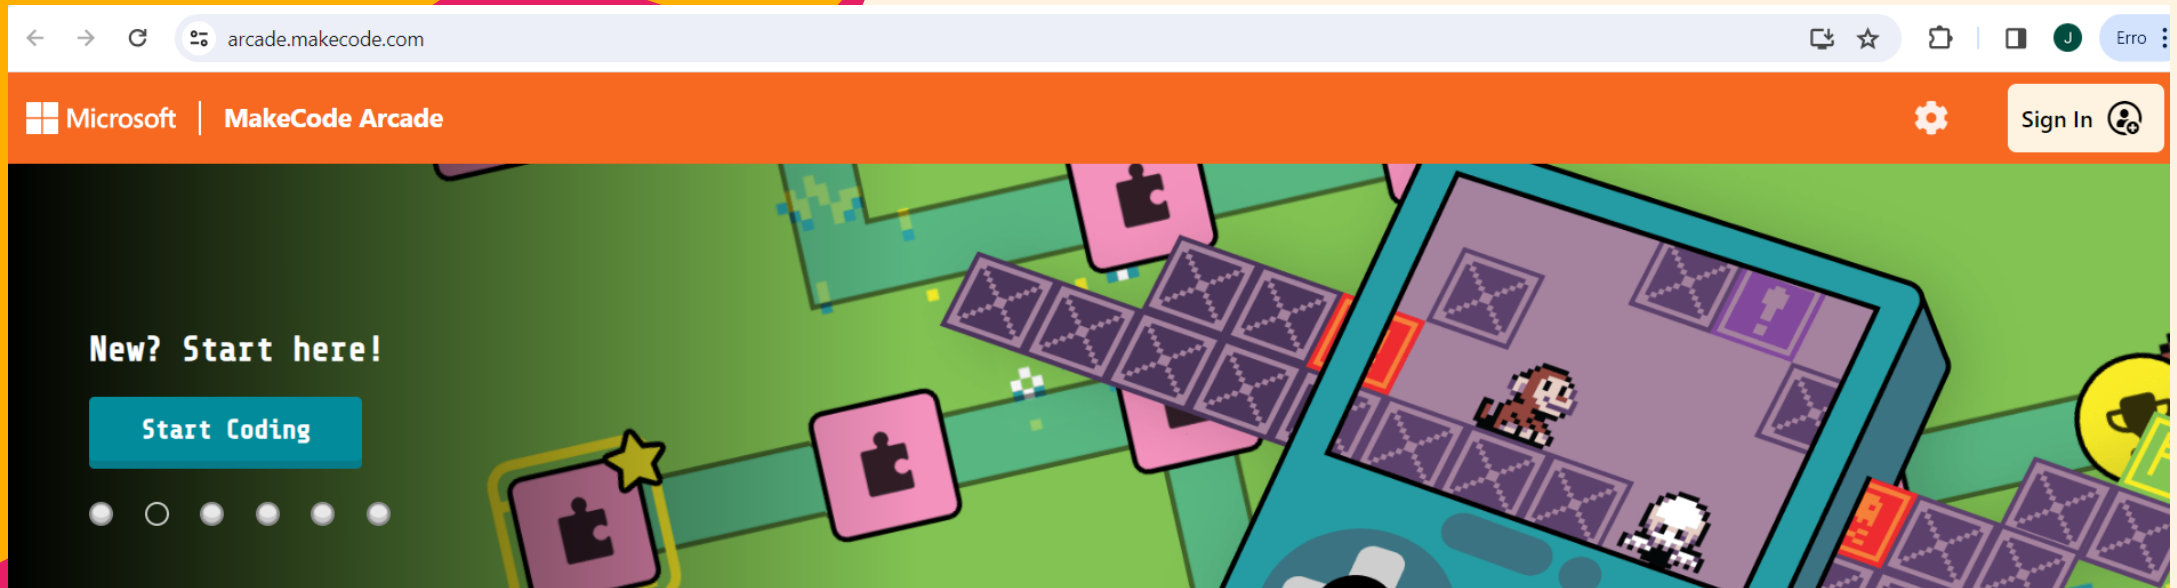 arcade.makecode.com
J
Erro
Microsoft
MakeCode Arcade
Sign In
New? Start here!
Start Coding